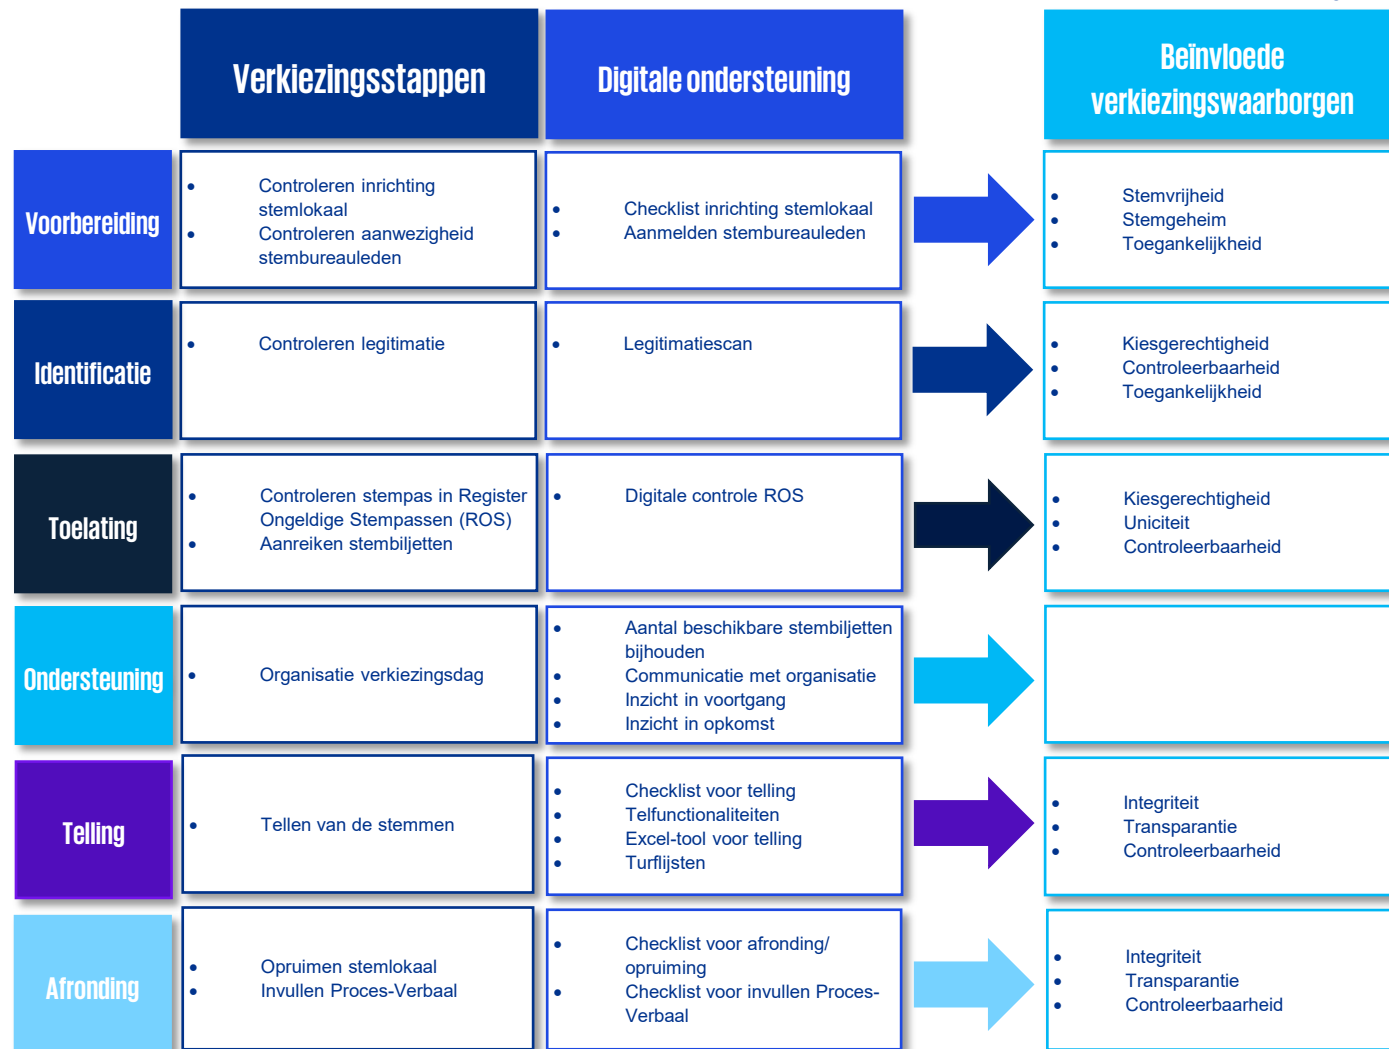 Verkiezingsstappen
Digitale ondersteuning
Beïnvloede
verkiezingswaarborgen
Voorbereiding
• Controleren inrichting
stemlokaal
• Controleren aanwezigheid
stembureauleden
• Checklist inrichting stemlokaal
• Aanmelden stembureauleden
• Stemvrijheid
• Stemgeheim
• Toegankelijkheid
Identificatie
• Controleren legitimatie
• Legitimatiescan
• Kiesgerechtigheid
• Controleerbaarheid
• Toegankelijkheid
Toelating
• Controleren stempas in Register
Ongeldige Stempassen (ROS)
• Aanreiken stembiljetten
• Digitale controle ROS
• Kiesgerechtigheid
• Uniciteit
• Controleerbaarheid
Ondersteuning
• Organisatie verkiezingsdag
• Aantal beschikbare stembiljetten
bijhouden
• Communicatie met organisatie
• Inzicht in voortgang
• Inzicht in opkomst
Telling
• Tellen van de stemmen
• Checklist voor telling
• Telfunctionaliteiten
• Excel-tool voor telling
• Turflijsten
• Integriteit
• Transparantie
• Controleerbaarheid
Afronding
• Opruimen stemlokaal
• Invullen Proces-Verbaal
• Checklist voor afronding/
opruiming
• Checklist voor invullen Proces-
Verbaal
• Integriteit
• Transparantie
• Controleerbaarheid